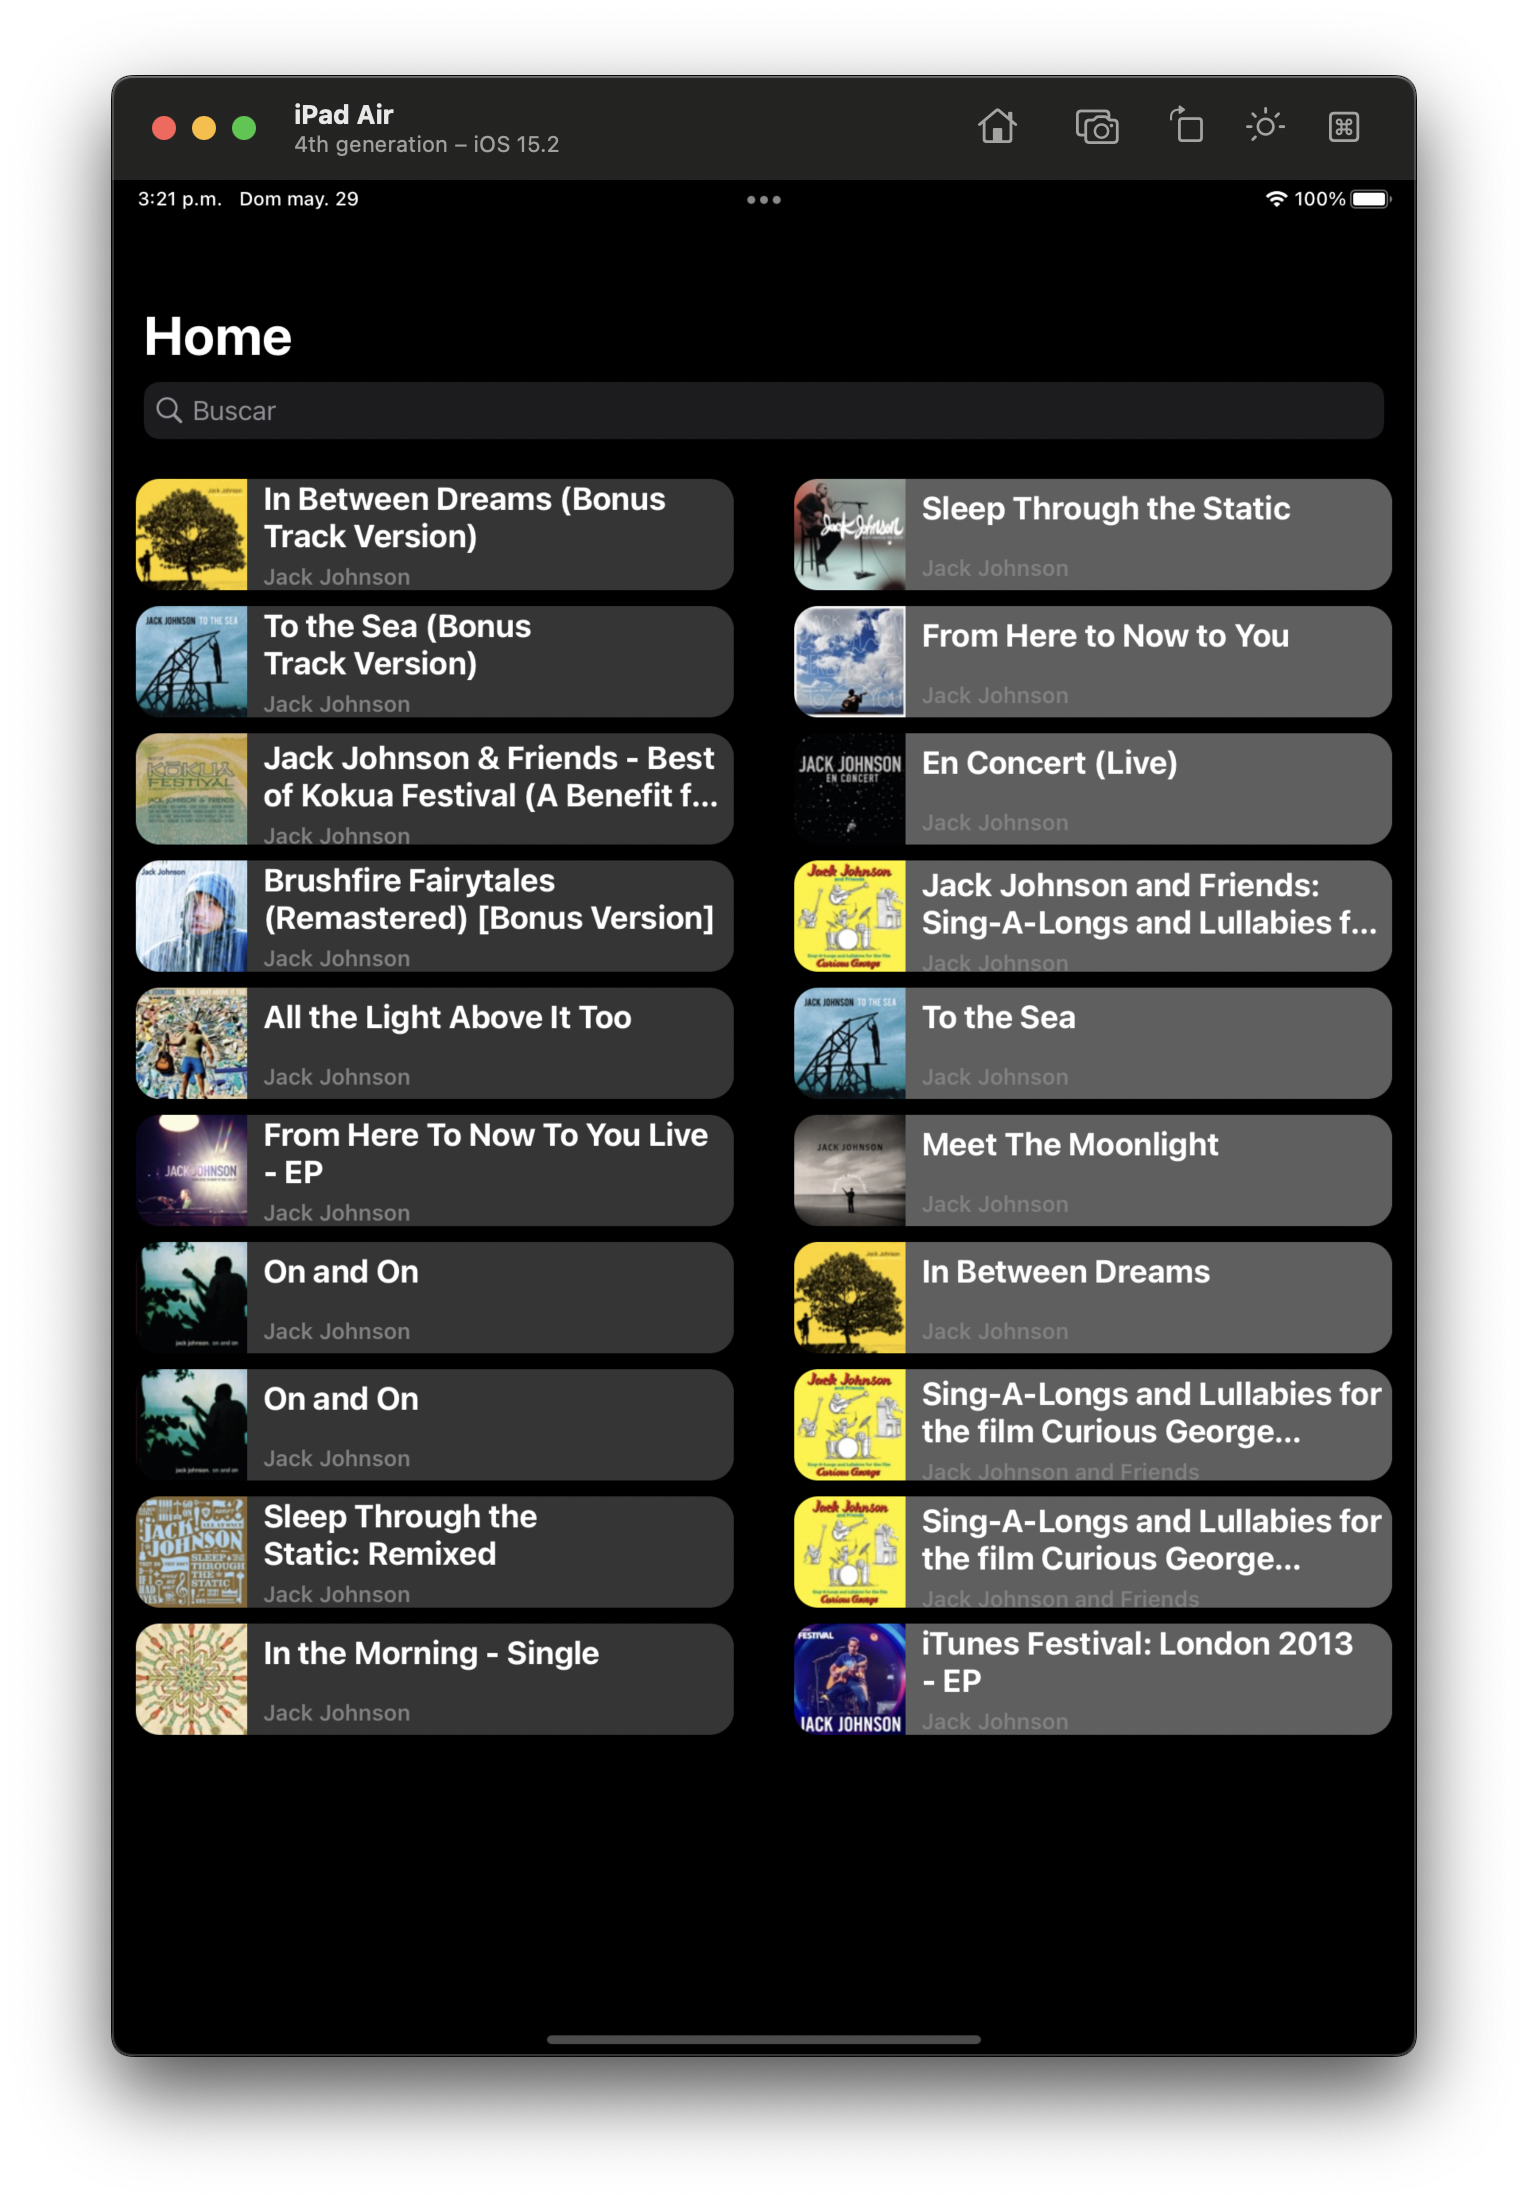 iPad Air
4th generation – iOS 15.2
3:21 p.m. Dom may. 29
100%
Home
Buscar
In Between Dreams (Bonus
Track Version)
Jack Johnson
Sleep Through the Static
Jack Johnson
To the Sea (Bonus
Track Version)
Jack Johnson
From Here to Now to You
Jack Johnson
Jack Johnson & Friends - Best
of Kokua Festival (A Benefit f...
Jack Johnson
En Concert (Live)
Jack Johnson
Brushfire Fairytales
(Remastered) [Bonus Version]
Jack Johnson
Jack Johnson and Friends:
Sing-A-Longs and Lullabies f...
Jack Johnson
All the Light Above It Too
Jack Johnson
To the Sea
Jack Johnson
From Here To Now To You Live
- EP
Jack Johnson
Meet The Moonlight
Jack Johnson
On and On
Jack Johnson
In Between Dreams
Jack Johnson
On and On
Jack Johnson
Sing-A-Longs and Lullabies for
the film Curious George...
Jack Johnson and Friends
Sleep Through the
Static: Remixed
Jack Johnson
Sing-A-Longs and Lullabies for
the film Curious George...
Jack Johnson and Friends
In the Morning - Single
Jack Johnson
iTunes Festival: London 2013
- EP
Jack Johnson